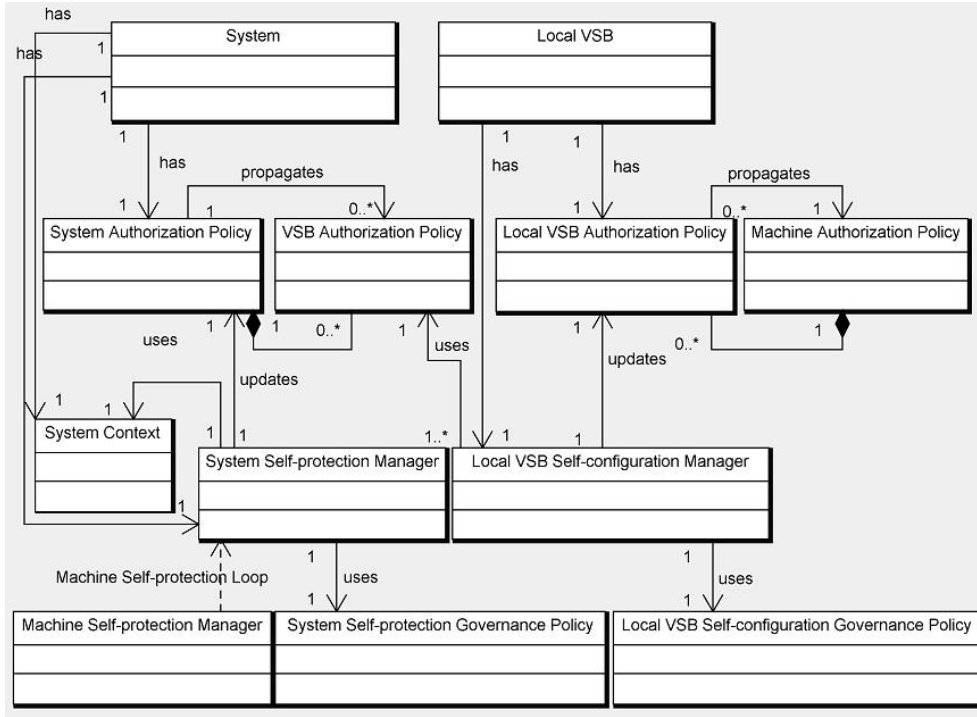 has
System
Local VSB
1
has
1
1
1
1
has
has
has
propagates
propagates
1
1
0..*
1
0..*
1
System Authorization Policy
VSB Authorization Policy
Local VSB Authorization Policy
Machine Authorization Policy
1
1
0..*
1
1
0..*
1
uses
uses
updates
updates
1
1
System Context
1
1
1..*
1
1
System Self-protection Manager
Local VSB Self-configuration Manager
1
1
1
Machine Self-protection Loop
uses
uses
1
1
Machine Self-protection Manager
System Self-protection Governance Policy
Local VSB Self-configuration Governance Policy